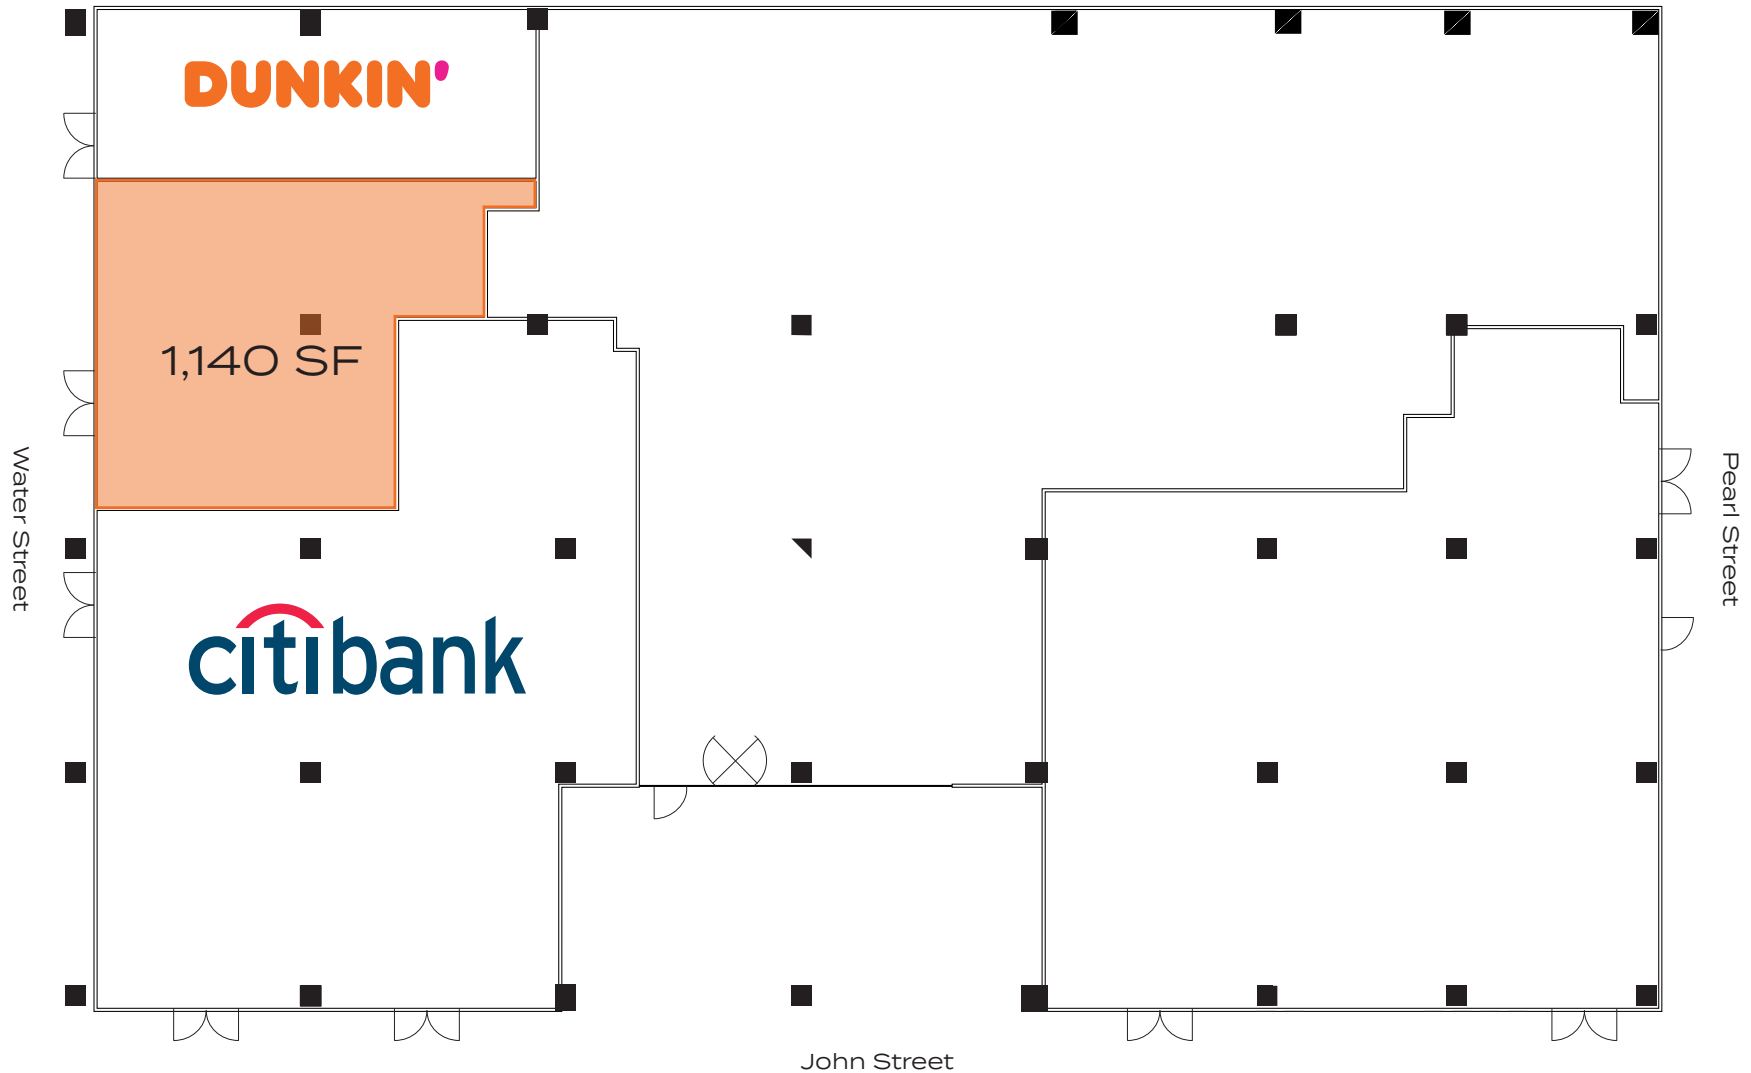 DUNKIN'
1,140 SF
Water Street
Pearl Street
citibank
John Street